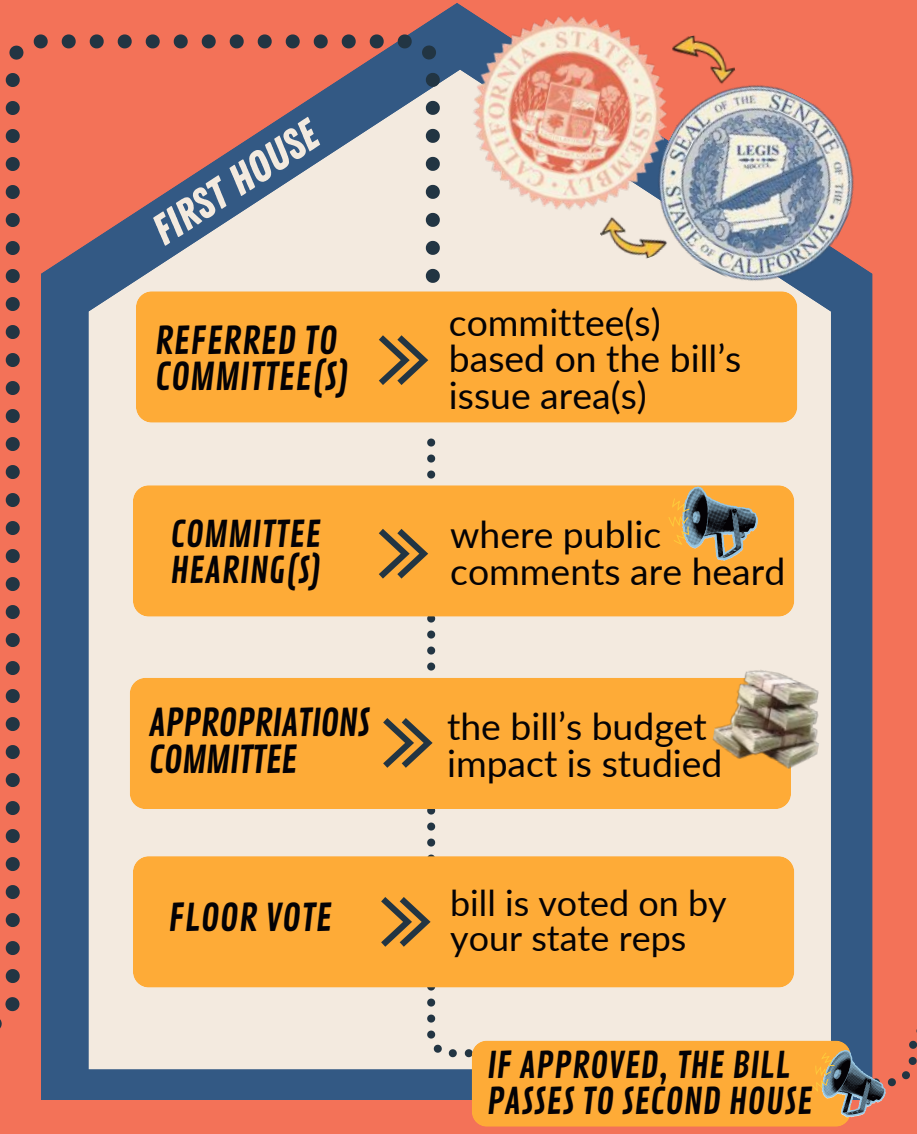 FIRST HOUSE
CALIFORNIA STATE ASSEMBLY
SEAL OF THE SENATE OF THE STATE OF CALIFORNIA
LEGIS
REFERRED TO
COMMITTEE(S)
committee(s)
based on the bill's
issue area(s)
COMMITTEE
HEARING(S)
where public
comments are heard
APPROPRIATIONS
COMMITTEE
the bill's budget
impact is studied
FLOOR VOTE
bill is voted on by
your state reps
IF APPROVED, THE BILL
PASSES TO SECOND HOUSE